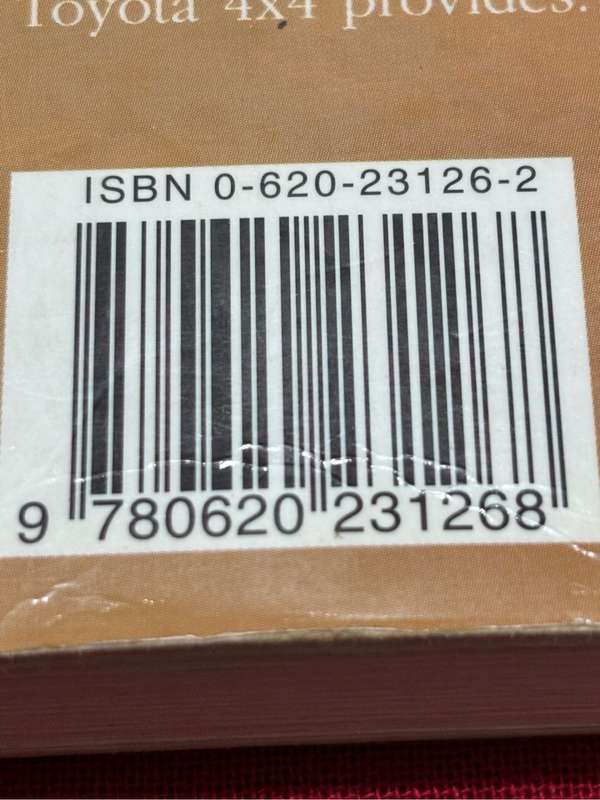 Toyota 4x4 provides.
ISBN 0-620-23126-2
9 780620 231268